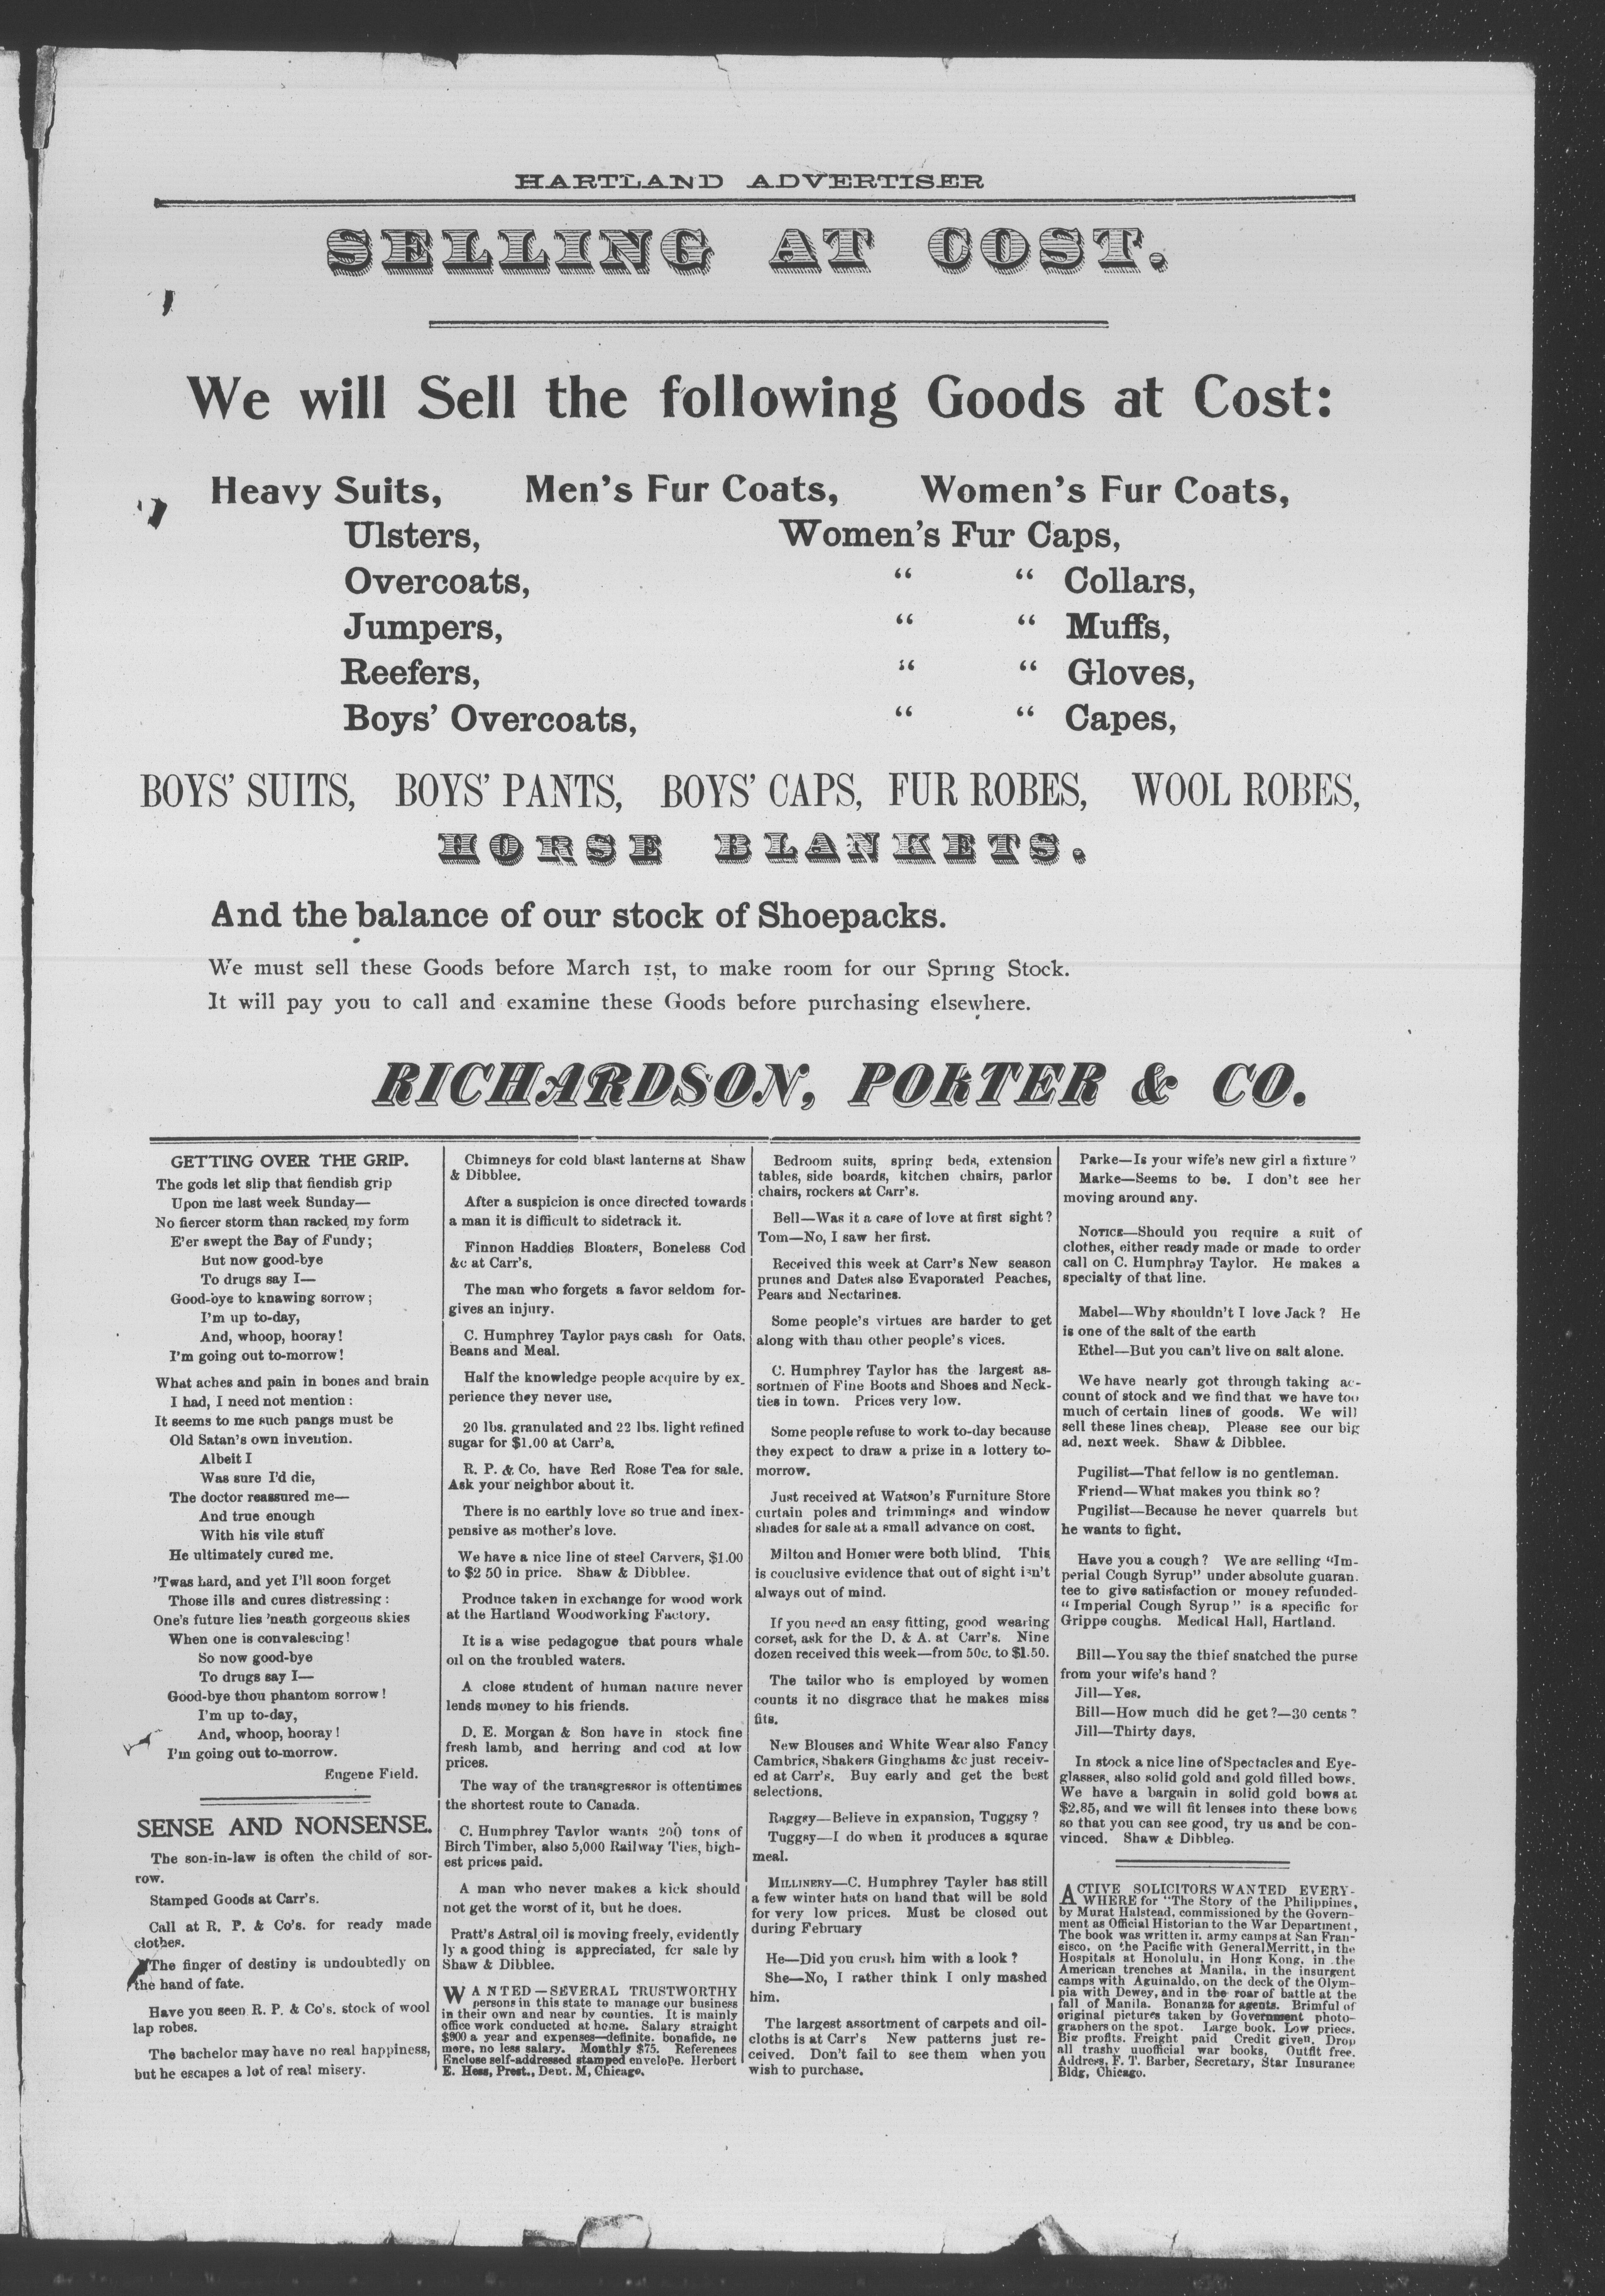 HARTLAND ADVERTISER
SELLING AT COST.
We will Sell the following Goods at Cost:
Heavy Suits, Men's Fur Coats, Women's Fur Coats,
Ulsters, Women's Fur Caps,
Overcoats, “ “ Collars,
Jumpers, “ “ Muffs,
Reefers, “ “ Gloves,
Boys' Overcoats, “ “ Capes,
BOYS' SUITS, BOYS' PANTS, BOYS' CAPS, FUR ROBES, WOOL ROBES,
HORSE BLANKETS.
And the balance of our stock of Shoepacks.
We must sell these Goods before March 1st, to make room for our Spring Stock.
It will pay you to call and examine these Goods before purchasing elsewhere.
RICHARDSON, PORTER & CO.
GETTING OVER THE GRIP.
The gods let slip that fiendish grip
Upon me last week Sunday—
No fiercer storm than racked my form
E'er swept the Bay of Fundy;
But now good-bye
To drugs say I—
Good-bye to knawing sorrow;
I'm up to-day,
And, whoop, hooray!
I'm going out to-morrow!
What aches and pain in bones and brain
I had, I need not mention:
It seems to me such pangs must be
Old Satan's own invention.
Albeit I
Was sure I'd die,
The doctor reassured me—
And true enough
With his vile stuff
He ultimately cured me.
'Twas hard, and yet I'll soon forget
Those ills and cures distressing:
One's future lies 'neath gorgeous skies
When one is convalescing!
So now good-bye
To drugs say I—
Good-bye thou phantom sorrow!
I'm up to-day,
And, whoop, hooray!
I'm going out to-morrow.
Eugene Field.
SENSE AND NONSENSE.
The son-in-law is often the child of sor-
row.
Stamped Goods at Carr's.
Call at R. P. & Co's. for ready made
clothes.
The finger of destiny is undoubtedly on
the hand of fate.
Have you seen R. P. & Co's. stock of wool
lap robes.
The bachelor may have no real happiness,
but he escapes a lot of real misery.
Chimneys for cold blast lanterns at Shaw
& Dibblee.
After a suspicion is once directed towards
a man it is difficult to sidetrack it.
Finnon Haddies Bloaters, Boneless Cod
&c at Carr's.
The man who forgets a favor seldom for-
gives an injury.
C. Humphrey Taylor pays cash for Oats,
Beans and Meal.
Half the knowledge people acquire by ex-
perience they never use.
20 lbs. granulated and 22 lbs. light refined
sugar for $1.00 at Carr's.
R. P. & Co. have Red Rose Tea for sale.
Ask your neighbor about it.
There is no earthly love so true and inex-
pensive as mother's love.
We have a nice line of steel Carvers, $1.00
to $2 50 in price. Shaw & Dibblee.
Produce taken in exchange for wood work
at the Hartland Woodworking Factory.
It is a wise pedagogue that pours whale
oil on the troubled waters.
A close student of human nature never
lends money to his friends.
D. E. Morgan & Son have in stock fine
fresh lamb, and herring and cod at low
prices.
The way of the transgressor is oftentimes
the shortest route to Canada.
C. Humphrey Taylor wants 200 tons of
Birch Timber, also 5,000 Railway Ties, high-
est prices paid.
A man who never makes a kick should
not get the worst of it, but he does.
Pratt's Astral oil is moving freely, evidently
ly a good thing is appreciated, for sale by
Shaw & Dibblee.
WANTED—SEVERAL TRUSTWORTHY
persons in this state to manage our business
in their own and near by counties. It is mainly
office work conducted at home. Salary straight
$900 a year and expenses—definite, bonafide, no
more, no less salary. Monthly $75. References
Enclose self-addressed stamped envelope. Herbert
E. Hess, Prest., Dept. M, Chicago.
Bedroom suits, spring beds, extension
tables, side boards, kitchen chairs, parlor
chairs, rockers at Carr's.
Bell—Was it a case of love at first sight?
Tom—No, I saw her first.
Received this week at Carr's New season
prunes and Dates also Evaporated Peaches,
Pears and Nectarines.
Some people's virtues are harder to get
along with than other people's vices.
C. Humphrey Taylor has the largest as-
sortmen of Fine Boots and Shoes and Neck-
ties in town. Prices very low.
Some people refuse to work to-day because
they expect to draw a prize in a lottery to-
morrow.
Just received at Watson's Furniture Store
curtain poles and trimmings and window
shades for sale at a small advance on cost.
Milton and Homer were both blind. This
is conclusive evidence that out of sight isn't
always out of mind.
If you need an easy fitting, good wearing
corset, ask for the D. & A. at Carr's. Nine
dozen received this week—from 50c. to $1.50.
The tailor who is employed by women
counts it no disgrace that he makes miss
fits.
New Blouses and White Wear also Fancy
Cambrics, Shakers Ginghams &c just receiv-
ed at Carr's. Buy early and get the best
selections.
Raggsy—Believe in expansion, Tuggsy?
Tuggsy—I do when it produces a squrae
meal.
MILLINERY—C. Humphrey Tayler has still
a few winter hats on hand that will be sold
for very low prices. Must be closed out
during February
He—Did you crush him with a look?
She—No, I rather think I only mashed
him.
The largest assortment of carpets and oil-
cloths is at Carr's New patterns just re-
ceived. Don't fail to see them when you
wish to purchase.
Parke—Is your wife's new girl a fixture?
Marke—Seems to be. I don't see her
moving around any.
NOTICE—Should you require a suit of
clothes, either ready made or made to order
call on C. Humphray Taylor. He makes a
specialty of that line.
Mabel—Why shouldn't I love Jack? He
is one of the salt of the earth
Ethel—But you can't live on salt alone.
We have nearly got through taking ac-
count of stock and we find that we have too
much of certain lines of goods. We will
sell these lines cheap. Please see our big
ad. next week. Shaw & Dibblee.
Pugilist—That fellow is no gentleman.
Friend—What makes you think so?
Pugilist—Because he never quarrels but
he wants to fight.
Have you a cough? We are selling “Im-
perial Cough Syrup” under absolute guaran.
tee to give satisfaction or money refunded-
“Imperial Cough Syrup” is a specific for
Grippe coughs. Medical Hall, Hartland.
Bill—You say the thief snatched the purse
from your wife's hand?
Jill—Yes.
Bill—How much did he get?—30 cents?
Jill—Thirty days.
In stock a nice line of Spectacles and Eye-
glasses, also solid gold and gold filled bows.
We have a bargain in solid gold bows at
$2.85, and we will fit lenses into these bows
so that you can see good, try us and be con-
vinced. Shaw & Dibblee.
ACTIVE SOLICITORS WANTED EVERY-
WHERE for “The Story of the Philippines,
by Murat Halstead, commissioned by the Govern-
ment as Official Historian to the War Department,
The book was written in army camps at San Fran-
cisco, on the Pacific with General Merritt, in the
Hospitals at Honolulu, in Hong Kong, in the
American trenches at Manila, in the insurgent
camps with Aguinaldo, on the deck of the Olym-
pia with Dewey, and in the roar of battle at the
fall of Manila. Bonanza for agents. Brimful of
original pictures taken by Government photo-
graphers on the spot. Large book. Low prices.
Big profits. Freight paid Credit given. Drop
all trashy unofficial war books, Outfit free.
Address, F. T. Barber, Secretary, Star Insurance
Bldg, Chicago.